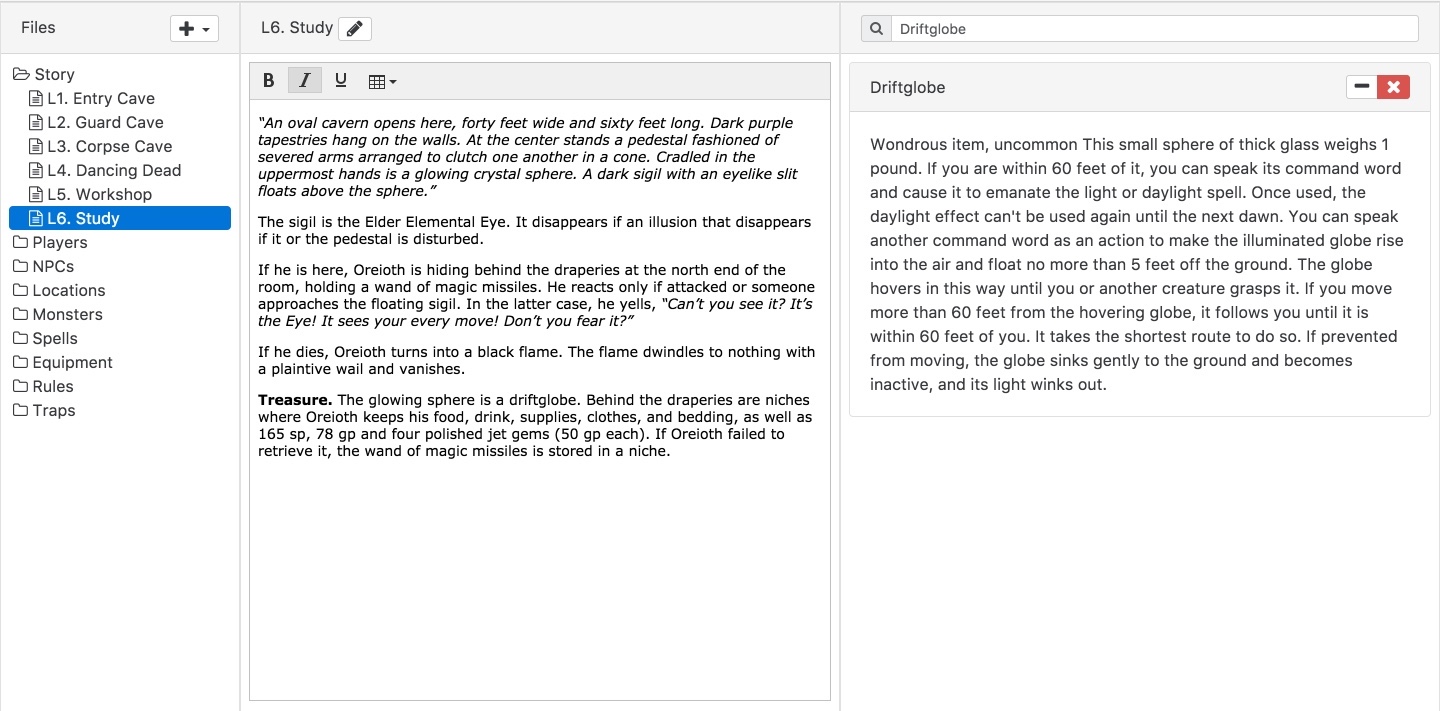 Files
L6. Study
Driftglobe
Story
L1. Entry Cave
L2. Guard Cave
L3. Corpse Cave
L4. Dancing Dead
L5. Workshop
L6. Study
Players
NPCs
Locations
Monsters
Spells
Equipment
Rules
Traps
B I U
“An oval cavern opens here, forty feet wide and sixty feet long. Dark purple
tapestries hang on the walls. At the center stands a pedestal fashioned of
severed arms arranged to clutch one another in a cone. Cradled in the
uppermost hands is a glowing crystal sphere. A dark sigil with an eyelike slit
floats above the sphere.”
The sigil is the Elder Elemental Eye. It disappears if an illusion that disappears
if it or the pedestal is disturbed.
If he is here, Oreioth is hiding behind the draperies at the north end of the
room, holding a wand of magic missiles. He reacts only if attacked or someone
approaches the floating sigil. In the latter case, he yells, “Can’t you see it? It’s
the Eye! It sees your every move! Don’t you fear it?”
If he dies, Oreioth turns into a black flame. The flame dwindles to nothing with
a plaintive wail and vanishes.
Treasure. The glowing sphere is a driftglobe. Behind the draperies are niches
where Oreioth keeps his food, drink, supplies, clothes, and bedding, as well as
165 sp, 78 gp and four polished jet gems (50 gp each). If Oreioth failed to
retrieve it, the wand of magic missiles is stored in a niche.
Driftglobe
Wondrous item, uncommon This small sphere of thick glass weighs 1
pound. If you are within 60 feet of it, you can speak its command word
and cause it to emanate the light or daylight spell. Once used, the
daylight effect can't be used again until the next dawn. You can speak
another command word as an action to make the illuminated globe rise
into the air and float no more than 5 feet off the ground. The globe
hovers in this way until you or another creature grasps it. If you move
more than 60 feet from the hovering globe, it follows you until it is
within 60 feet of you. It takes the shortest route to do so. If prevented
from moving, the globe sinks gently to the ground and becomes
inactive, and its light winks out.